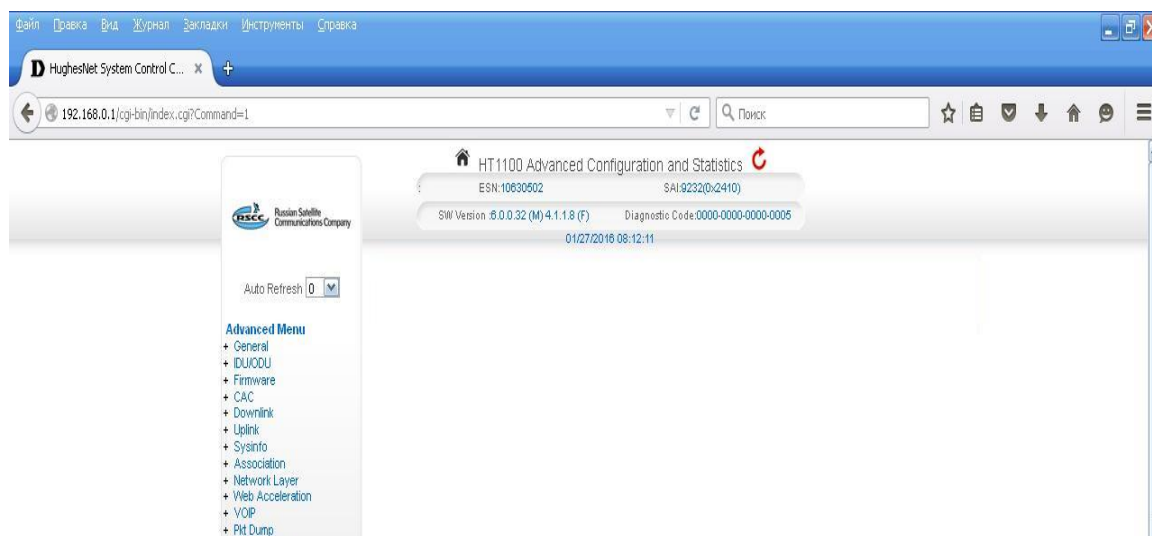 Файл Правка Вид Журнал Закладки Инструменты Справка
D HughesNet System Control C... x +
192.168.0.1/cgi-bin/index.cgi?Command=1
Поиск
HT1100 Advanced Configuration and Statistics
: ESN:10630502 SAI:9232(0x2410)
SW Version :6.0.0.32 (M) 4.1.1.8 (F) Diagnostic Code:0000-0000-0000-0005
01/27/2016 08:12:11
RSCC Russian Satellite
Communications Company
Auto Refresh 0
Advanced Menu
+ General
+ IDU/ODU
+ Firmware
+ CAC
+ Downlink
+ Uplink
+ Sysinfo
+ Association
+ Network Layer
+ Web Acceleration
+ VOIP
+ Pkt Dump